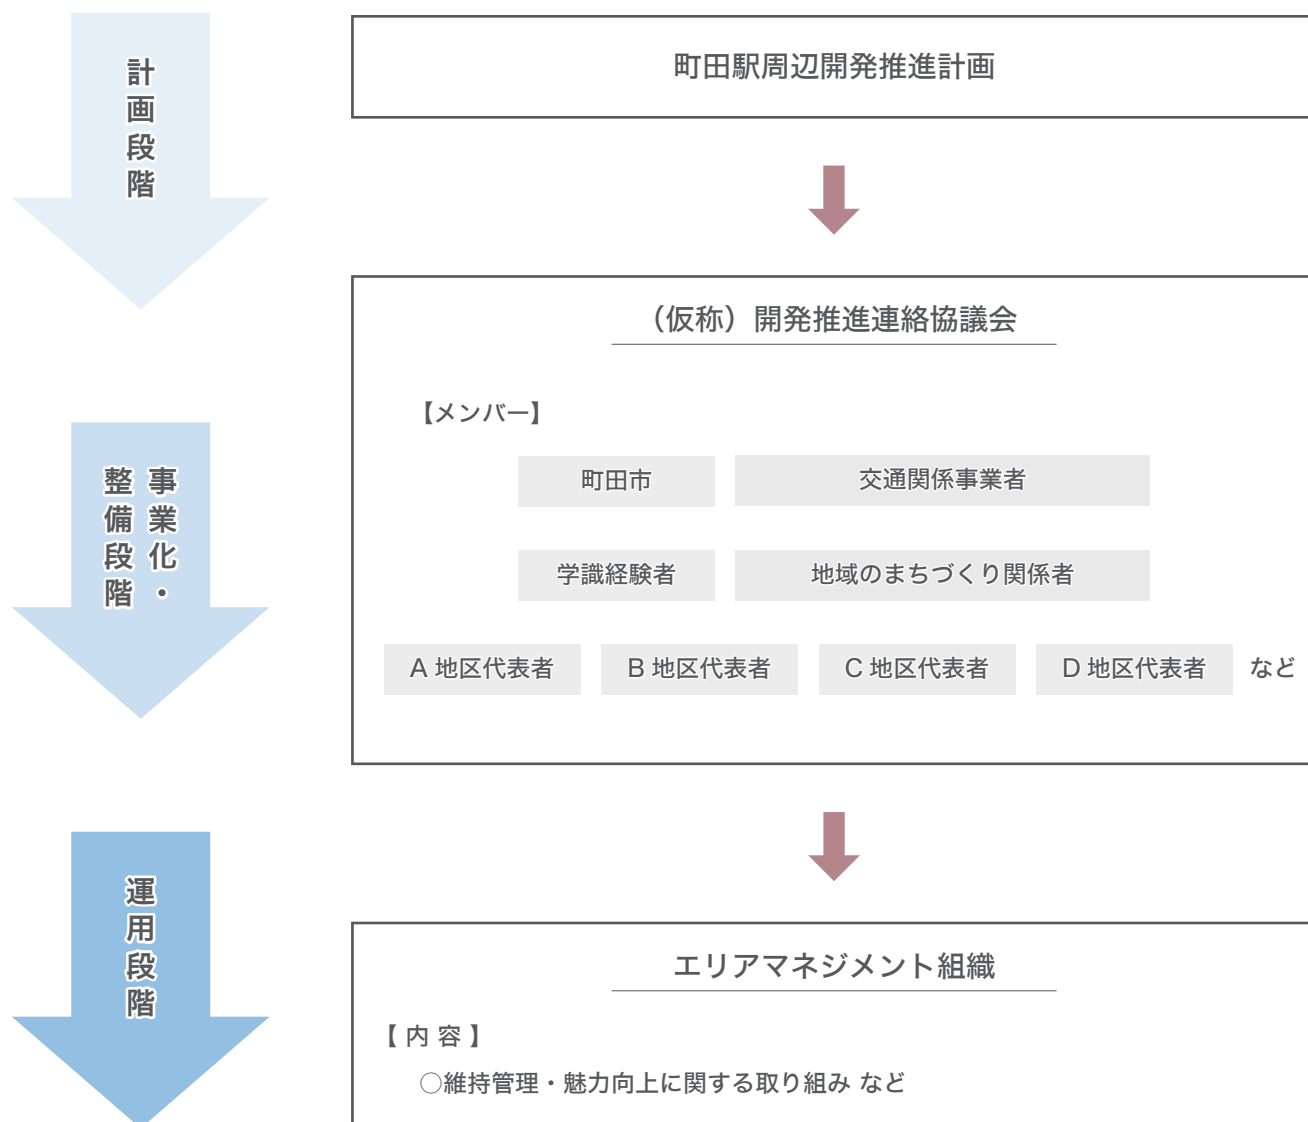 計画段階
町田駅周辺開発推進計画
（仮称）開発推進連絡協議会
【メンバー】
事業化・
整備段階
町田市
交通関係事業者
学識経験者
地域のまちづくり関係者
A 地区代表者
B 地区代表者
C 地区代表者
D 地区代表者
など
運用段階
エリアマネジメント組織
【 内 容 】
○維持管理・魅力向上に関する取り組み など